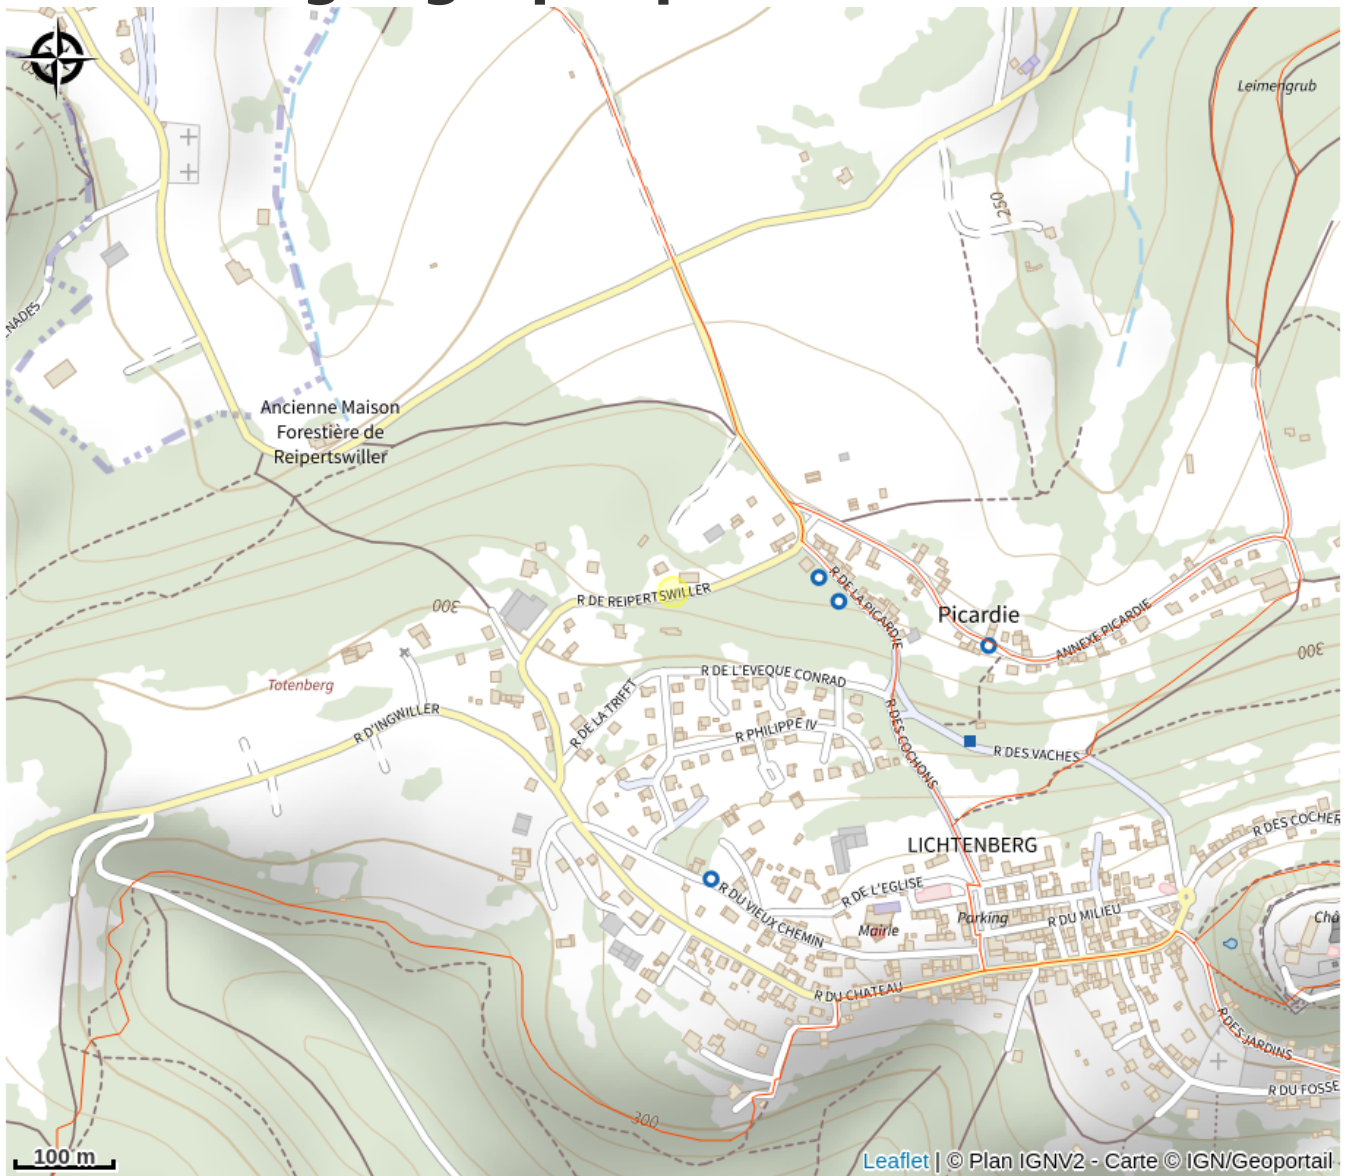 Leimengrub
250
NADES
Ancienne Maison
Forestière de
Reipertswiller
R DE REIPERTSWILLER
R DE LA PICARDIE
Picardie
ANNEXE PICARDIE
300
300
Totenberg
R DE L'EVEQUE CONRAD
R DE LA TRIFFT
R D'INGWILLER
R PHILIPPE IV
R DES COCHONS
R DES VACHES
R DES COCHER
LICHTENBERG
R DE L'EGLISE
R DU VIEUX CHEMIN
Mairie
Parking
R DU MILIEU
Châ
R DU CHATEAU
R DES JARDINS
R DU FOSSE
300
100 m
Leaflet | © Plan IGNV2 - Carte © IGN/Geoportail